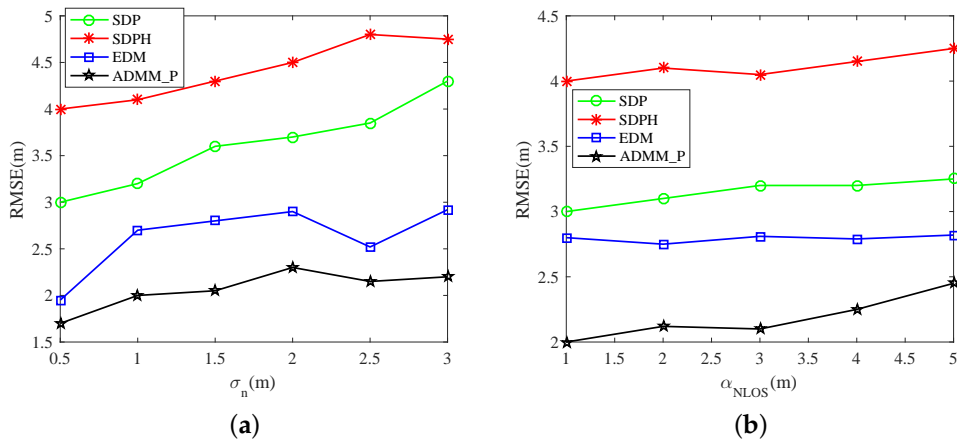 SDP
SDPH
EDM
ADMM_P
RMSE(m)
5
4.5
4
3.5
3
2.5
2
1.5
0.5 1 1.5 2 2.5 3
σn(m)
(a)
SDP
SDPH
EDM
ADMM_P
RMSE(m)
4.5
4
3.5
3
2.5
2
1 1.5 2 2.5 3 3.5 4 4.5 5
αNLOS(m)
(b)